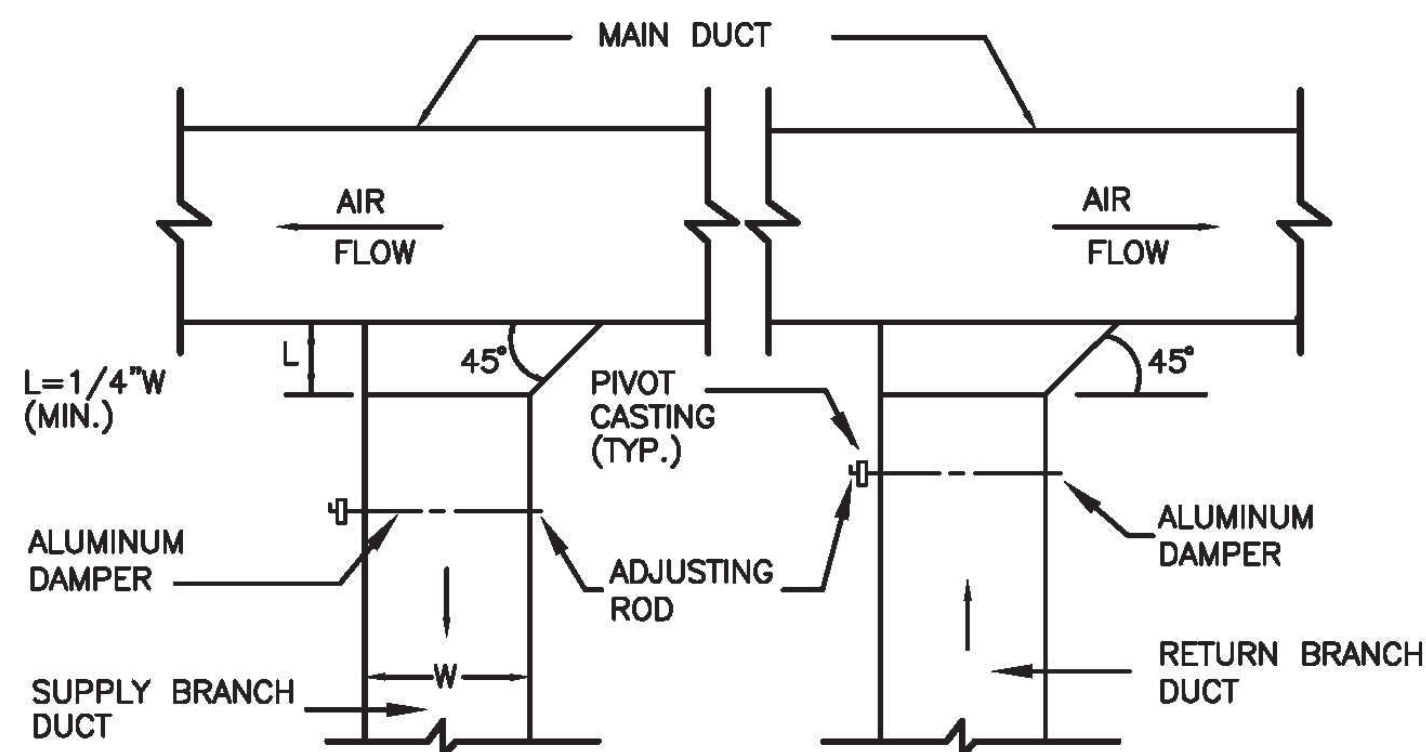 MAIN DUCT
AIR
FLOW
AIR
FLOW
L
45°
45°
L=1/4"W
(MIN.)
PIVOT
CASTING
(TYP.)
ALUMINUM
DAMPER
ADJUSTING
ROD
ALUMINUM
DAMPER
W
SUPPLY BRANCH
DUCT
RETURN BRANCH
DUCT